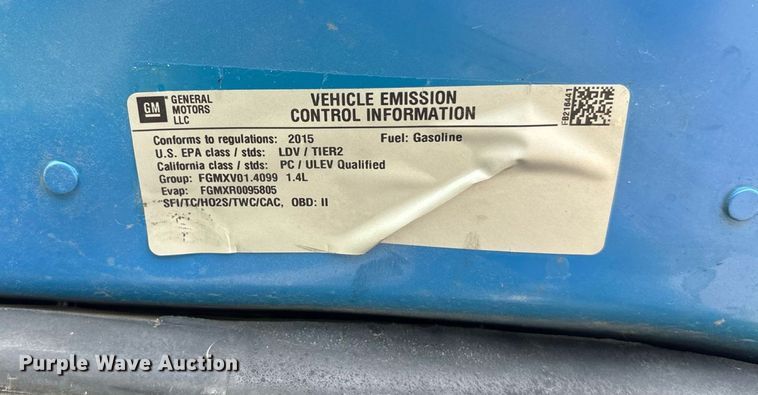 GM
GENERAL
MOTORS
LLC
VEHICLE EMISSION
CONTROL INFORMATION
FB216441
Conforms to regulations: 2015 Fuel: Gasoline
U.S. EPA class / stds: LDV / TIER2
California class / stds: PC / ULEV Qualified
Group: FGMXV01.4099 1.4L
Evap: FGMXR0095805
SFI/TC/HO2S/TWC/CAC, OBD: II
Purple Wave Auction